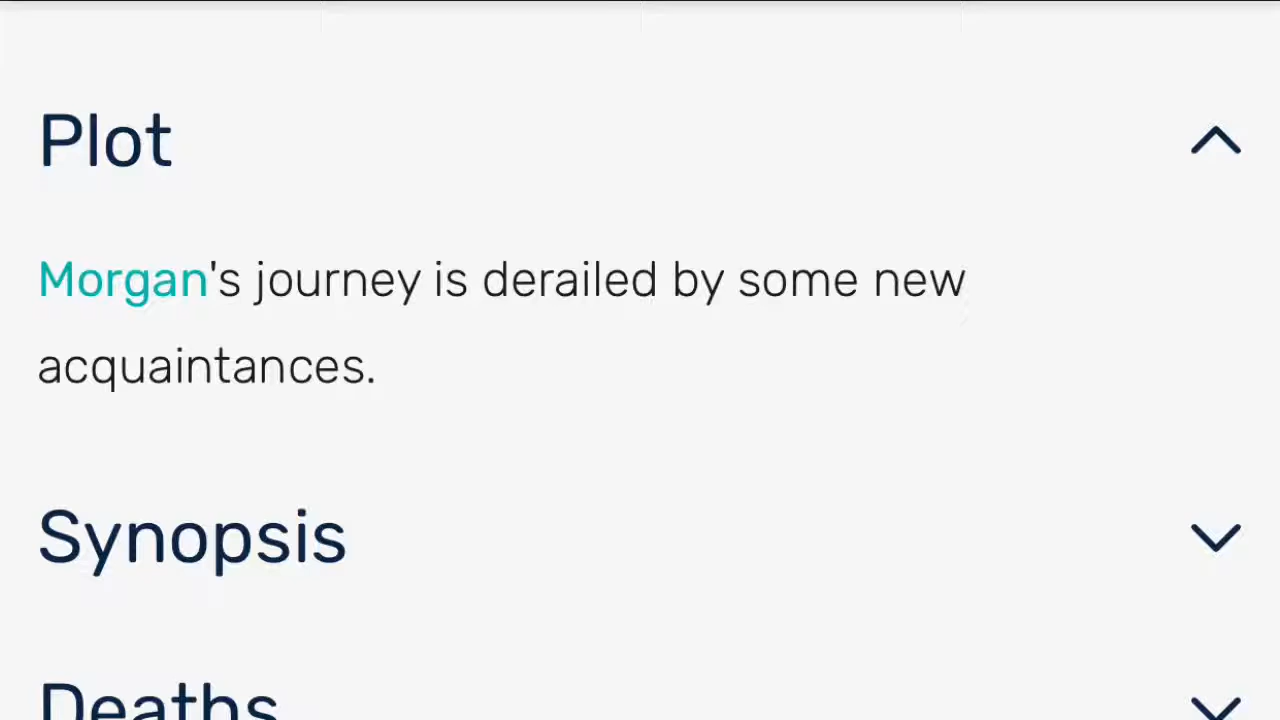 Plot
Morgan's journey is derailed by some new
acquaintances.
Synopsis
Deaths